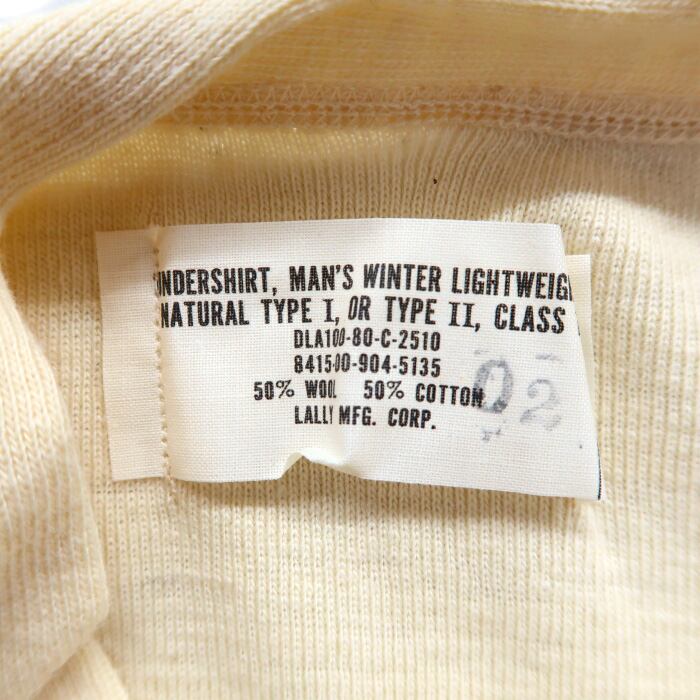 UNDERSHIRT, MAN'S WINTER LIGHTWEIG
NATURAL TYPE I, OR TYPE II, CLASS
DLA100-80-C-2510
8415-00-904-5135
50% WOOL 50% COTTON
LALLY MFG. CORP.
02